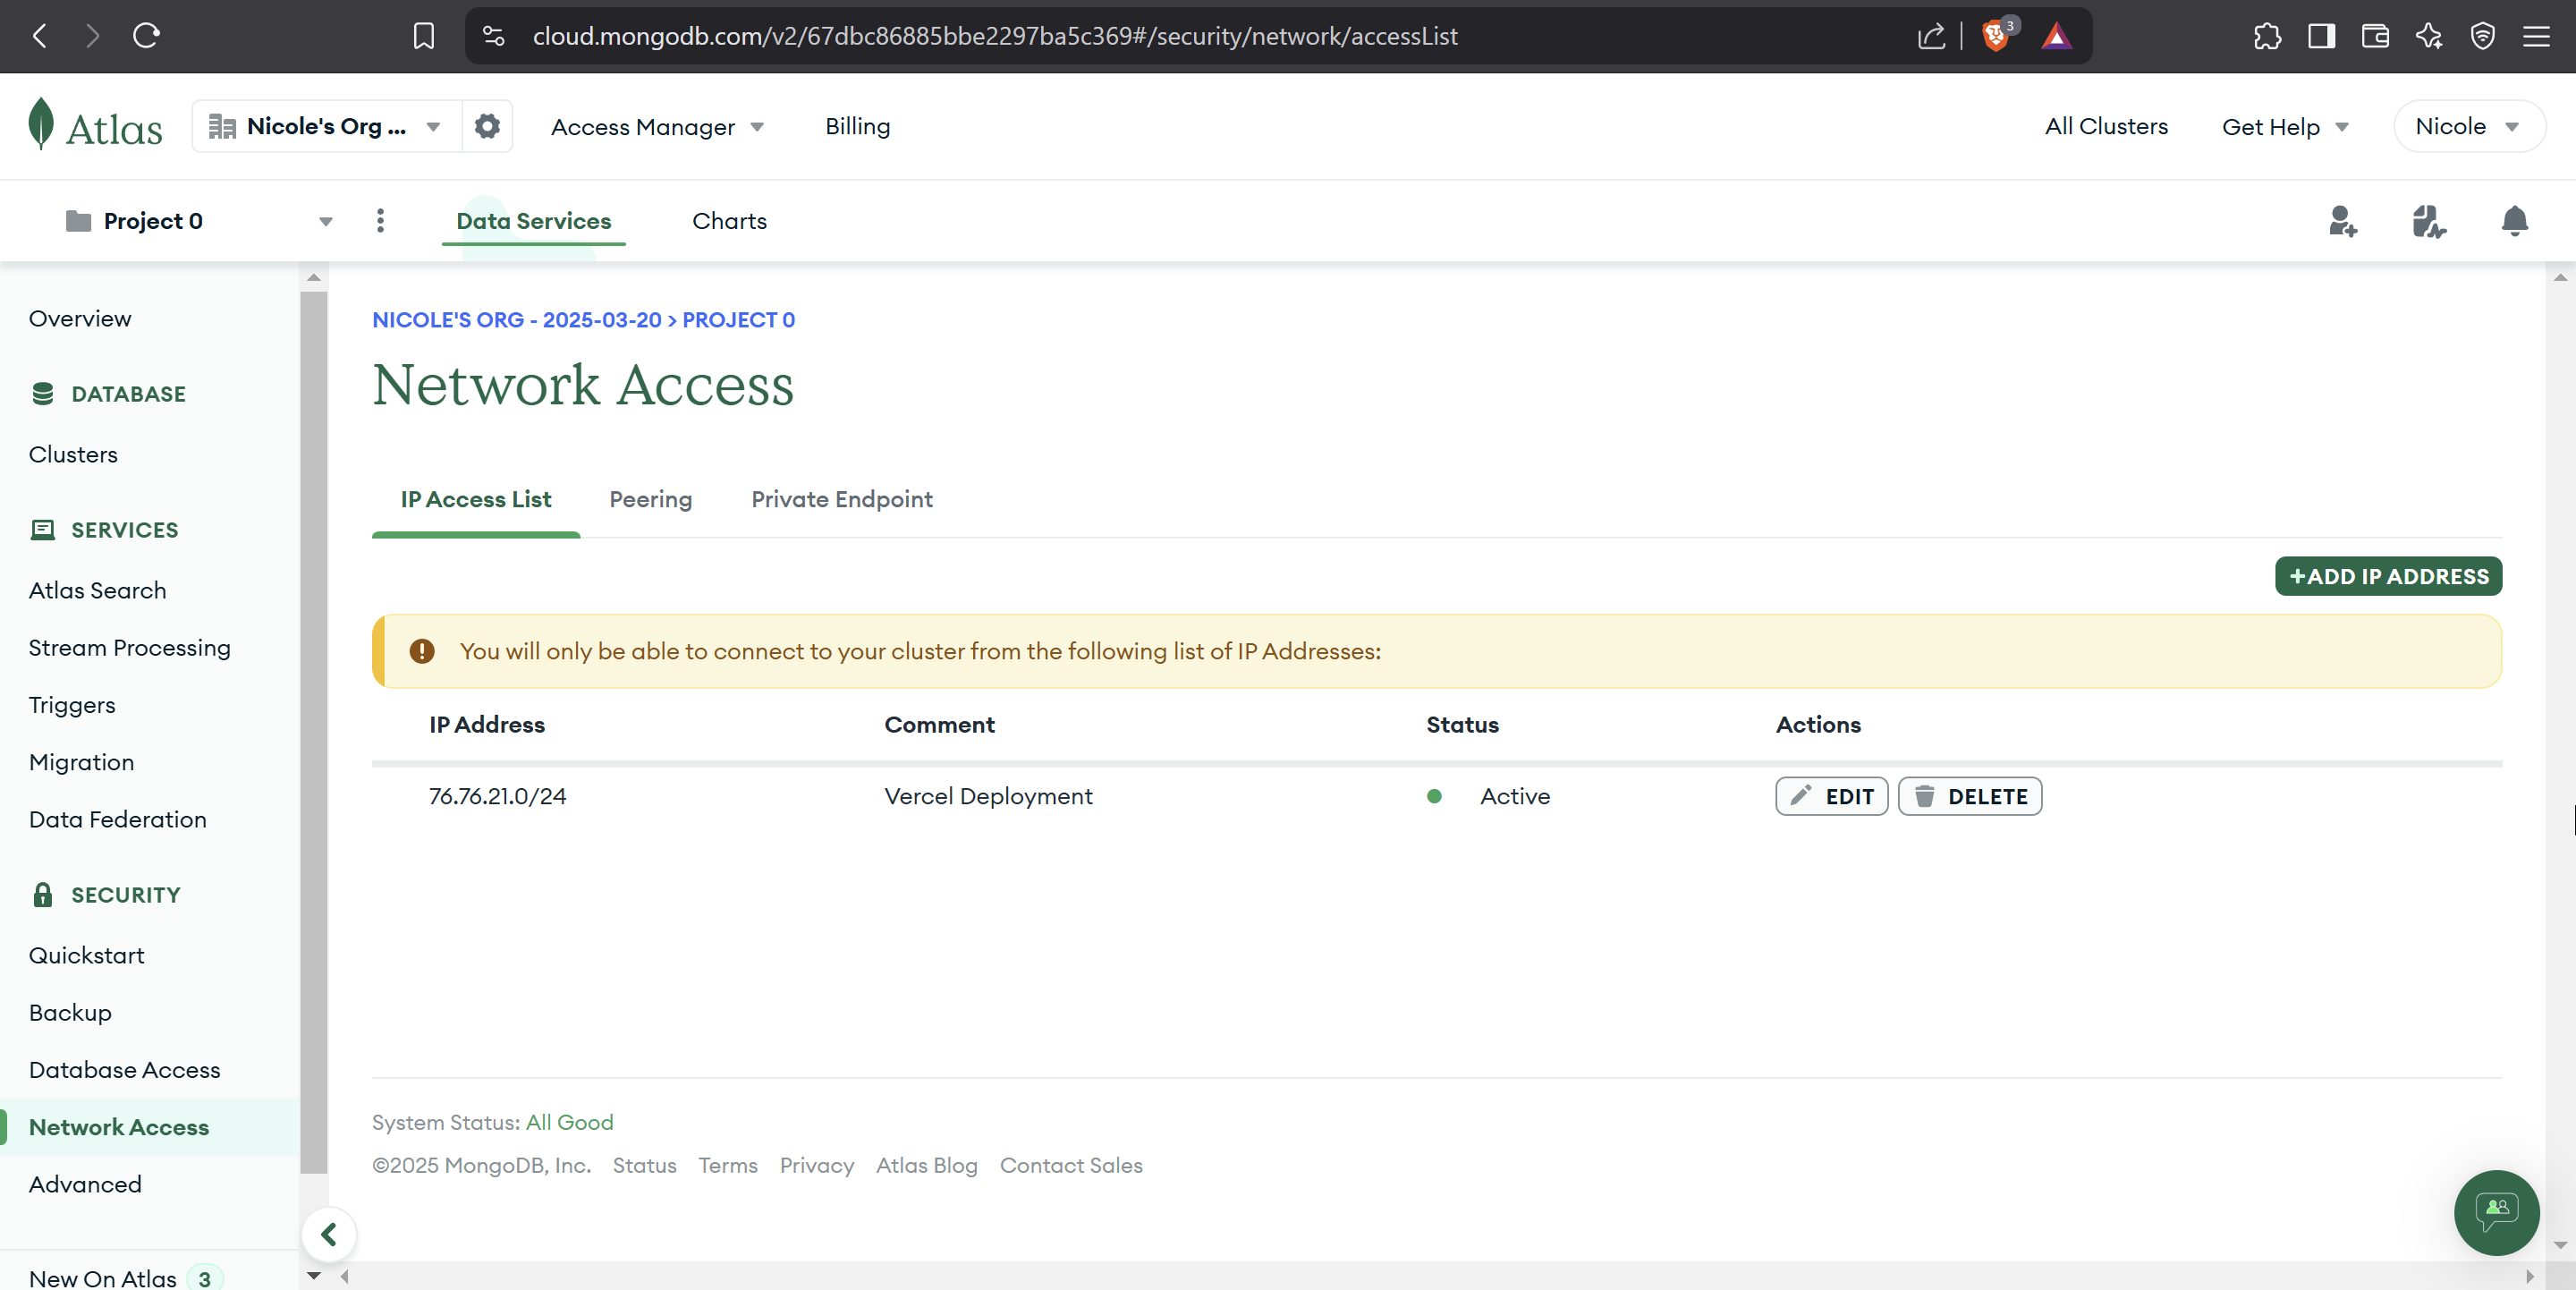 cloud.mongodb.com/v2/67dbc86885bbe2297ba5c369#/security/network/accessList
3
Atlas
Nicole's Org ...
Access Manager
Billing
All Clusters
Get Help
Nicole
Project 0
Data Services
Charts
Overview
DATABASE
Clusters
SERVICES
Atlas Search
Stream Processing
Triggers
Migration
Data Federation
SECURITY
Quickstart
Backup
Database Access
Network Access
Advanced
New On Atlas 3
NICOLE'S ORG - 2025-03-20 > PROJECT 0
Network Access
IP Access List
Peering
Private Endpoint
+ADD IP ADDRESS
You will only be able to connect to your cluster from the following list of IP Addresses:
IP Address Comment Status Actions
76.76.21.0/24 Vercel Deployment Active EDIT DELETE
System Status: All Good
©2025 MongoDB, Inc. Status Terms Privacy Atlas Blog Contact Sales